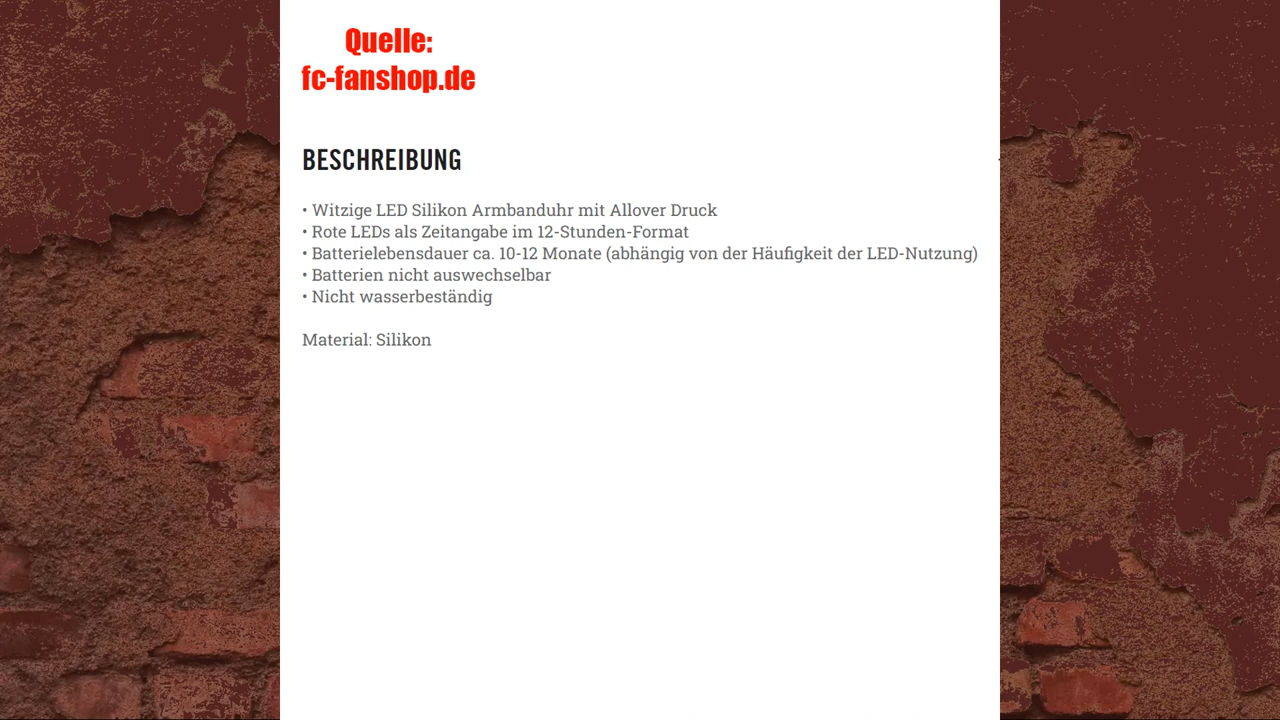 Quelle:
fc-fanshop.de
BESCHREIBUNG
• Witzige LED Silikon Armbanduhr mit Allover Druck
• Rote LEDs als Zeitangabe im 12-Stunden-Format
• Batterielebensdauer ca. 10-12 Monate (abhängig von der Häufigkeit der LED-Nutzung)
• Batterien nicht auswechselbar
• Nicht wasserbeständig
Material: Silikon